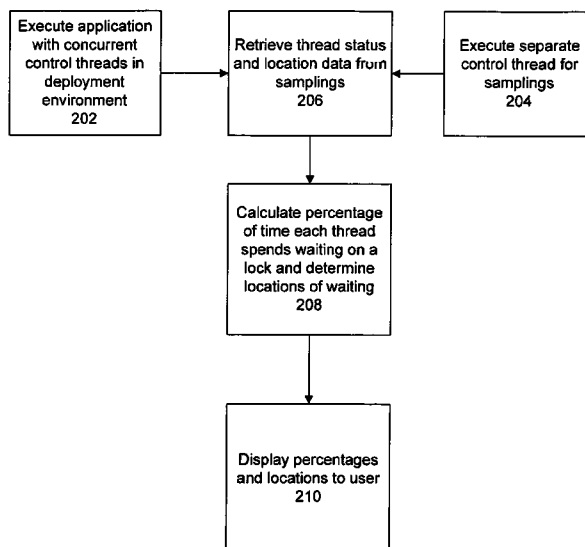 Execute application
with concurrent
control threads in
deployment
environment
202
Retrieve thread status
and location data from
samplings
206
Execute separate
control thread for
samplings
204
Calculate percentage
of time each thread
spends waiting on a
lock and determine
locations of waiting
208
Display percentages
and locations to user
210